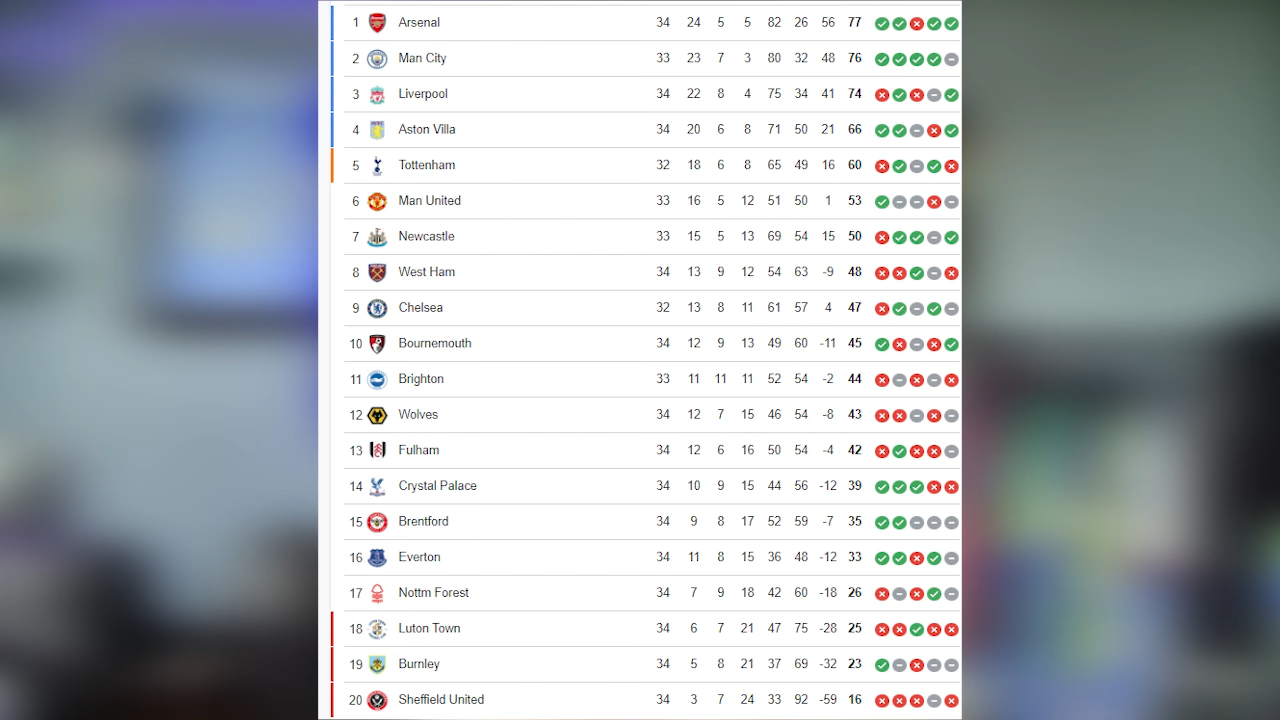 1 Arsenal 34 24 5 5 82 26 56 77
2 Man City 33 23 7 3 80 32 48 76
3 Liverpool 34 22 8 4 75 34 41 74
4 Aston Villa 34 20 6 8 71 50 21 66
5 Tottenham 32 18 6 8 65 49 16 60
6 Man United 33 16 5 12 51 50 1 53
7 Newcastle 33 15 5 13 69 54 15 50
8 West Ham 34 13 9 12 54 63 -9 48
9 Chelsea 32 13 8 11 61 57 4 47
10 Bournemouth 34 12 9 13 49 60 -11 45
11 Brighton 33 11 11 11 52 54 -2 44
12 Wolves 34 12 7 15 46 54 -8 43
13 Fulham 34 12 6 16 50 54 -4 42
14 Crystal Palace 34 10 9 15 44 56 -12 39
15 Brentford 34 9 8 17 52 59 -7 35
16 Everton 34 11 8 15 36 48 -12 33
17 Nottm Forest 34 7 9 18 42 60 -18 26
18 Luton Town 34 6 7 21 47 75 -28 25
19 Burnley 34 5 8 21 37 69 -32 23
20 Sheffield United 34 3 7 24 33 92 -59 16